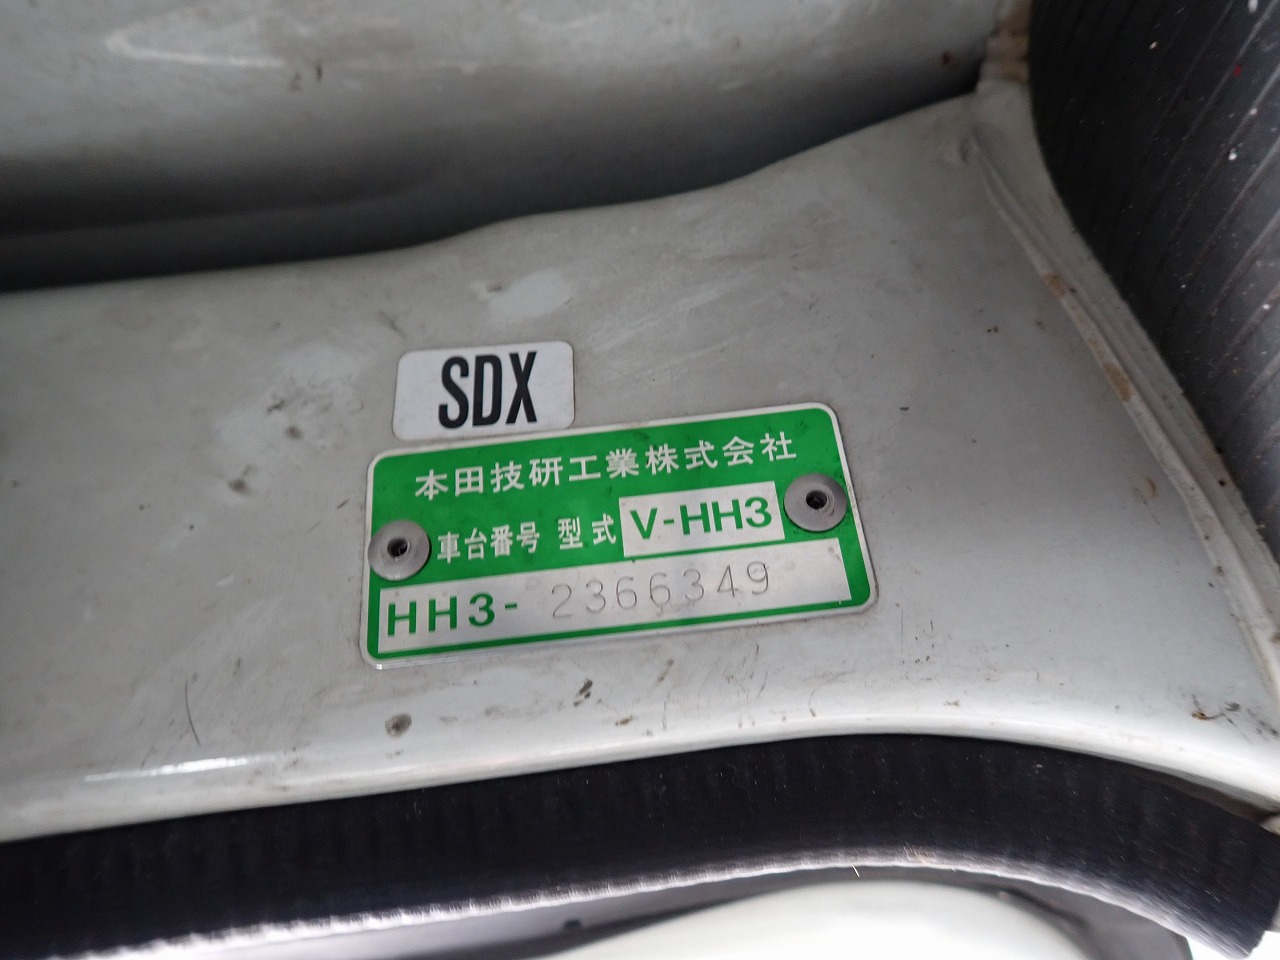 SDX
本田技研工業株式会社
車台番号 型式 V-HH3
HH3- 2366349